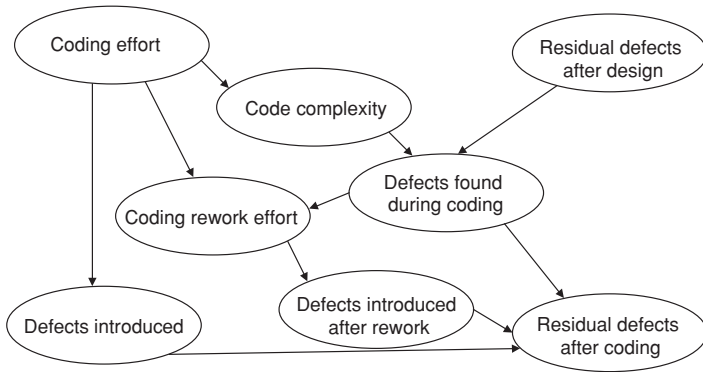 Coding effort
Residual defects
after design
Code complexity
Defects found
during coding
Coding rework effort
Defects introduced
after rework
Defects introduced
Residual defects
after coding